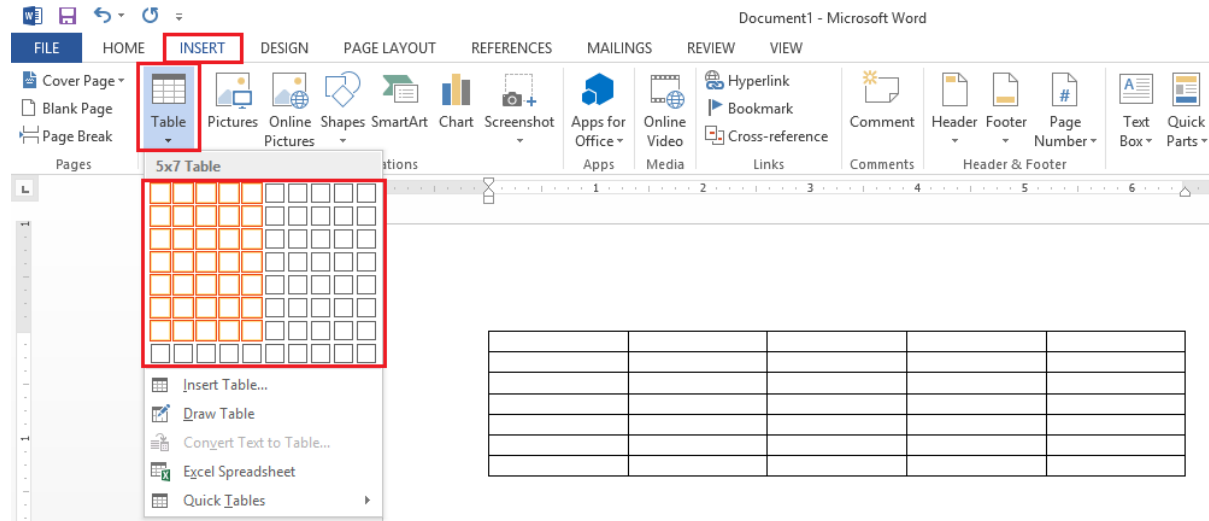 Document1 - Microsoft Word
FILE HOME INSERT DESIGN PAGE LAYOUT REFERENCES MAILINGS REVIEW VIEW
Cover Page
Blank Page
Page Break
Pages
Table
Pictures
Online
Pictures
Shapes
SmartArt
Chart
Screenshot
Apps for
Office
Apps
Online
Video
Media
Hyperlink
Bookmark
Cross-reference
Links
Comment
Comments
Header
Footer
Page
Number
Header & Footer
Text
Box
Quick
Parts
5x7 Table
1 2 3 4 5 6
1
1
Insert Table...
Draw Table
Convert Text to Table...
Excel Spreadsheet
Quick Tables